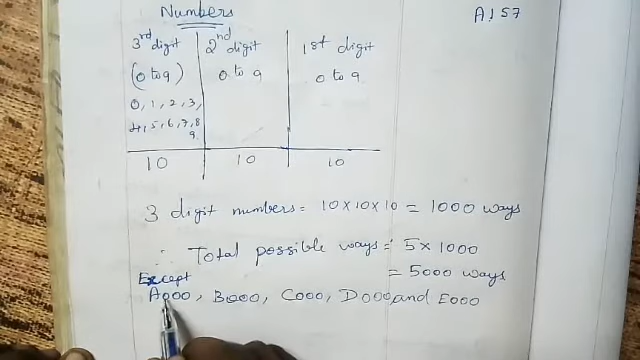 Numbers
A157
3rd digit 2nd digit 1st digit
(0 to 9) 0 to 9 0 to 9
0, 1, 2, 3,
4, 5, 6, 7, 8
9
10 10 10
3 digit numbers = 10 x 10 x 10 = 1000 ways
∴ Total possible ways = 5 x 1000
= 5000 ways
Except
A000, B000, C000, D000 and E000